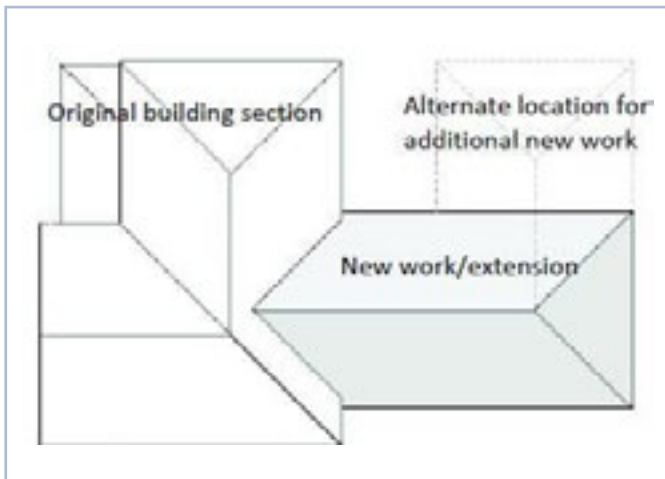 Original building section
Alternate location for
additional new work
New work/extension